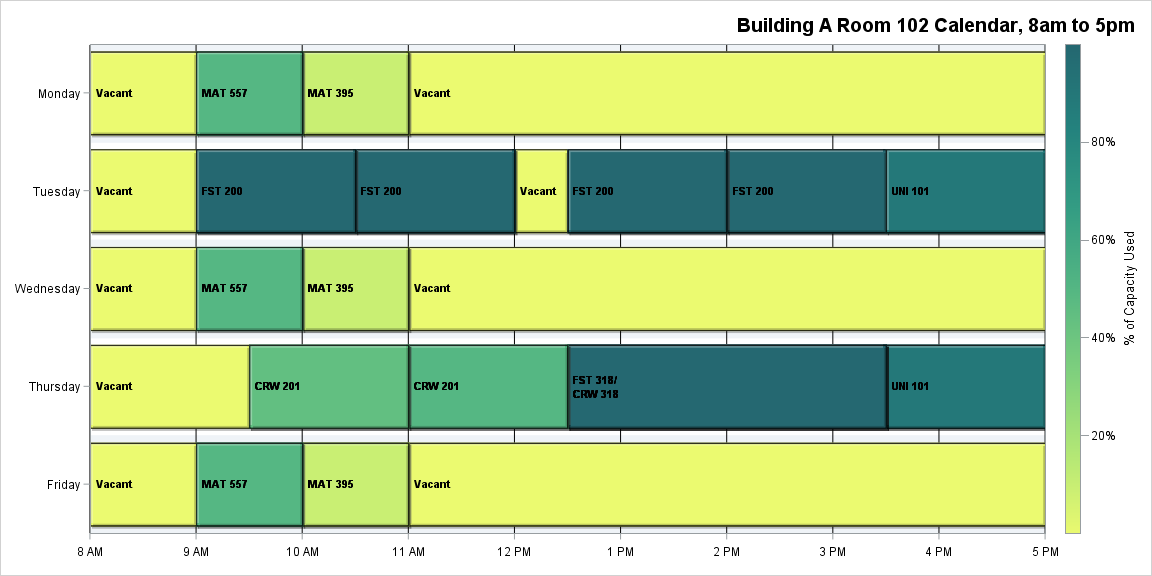 Building A Room 102 Calendar, 8am to 5pm
Monday
Vacant
MAT 557
MAT 395
Vacant
Tuesday
Vacant
FST 200
FST 200
Vacant
FST 200
FST 200
UNI 101
Wednesday
Vacant
MAT 557
MAT 395
Vacant
Thursday
Vacant
CRW 201
CRW 201
FST 318/
CRW 318
UNI 101
Friday
Vacant
MAT 557
MAT 395
Vacant
8 AM
9 AM
10 AM
11 AM
12 PM
1 PM
2 PM
3 PM
4 PM
5 PM
80%
60%
40%
20%
% of Capacity Used